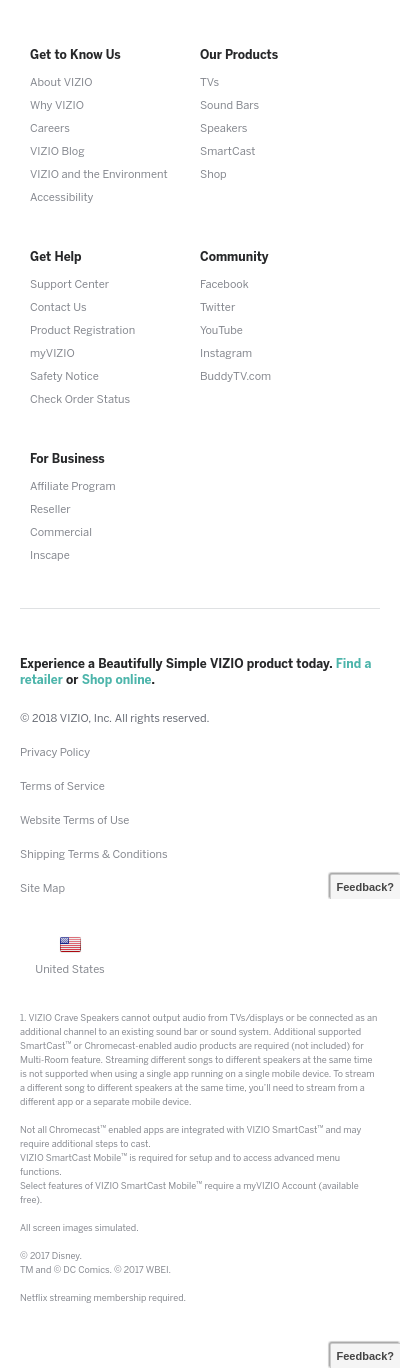 Get to Know Us
About VIZIO
Why VIZIO
Careers
VIZIO Blog
VIZIO and the Environment
Accessibility
Our Products
TVs
Sound Bars
Speakers
SmartCast
Shop
Get Help
Support Center
Contact Us
Product Registration
myVIZIO
Safety Notice
Check Order Status
Community
Facebook
Twitter
YouTube
Instagram
BuddyTV.com
For Business
Affiliate Program
Reseller
Commercial
Inscape
Experience a Beautifully Simple VIZIO product today. Find a
retailer or Shop online.
© 2018 VIZIO, Inc. All rights reserved.
Privacy Policy
Terms of Service
Website Terms of Use
Shipping Terms & Conditions
Site Map
Feedback?
United States
1. VIZIO Crave Speakers cannot output audio from TVs/displays or be connected as an
additional channel to an existing sound bar or sound system. Additional supported
SmartCast™ or Chromecast-enabled audio products are required (not included) for
Multi-Room feature. Streaming different songs to different speakers at the same time
is not supported when using a single app running on a single mobile device. To stream
a different song to different speakers at the same time, you'll need to stream from a
different app or a separate mobile device.
Not all Chromecast™ enabled apps are integrated with VIZIO SmartCast™ and may
require additional steps to cast.
VIZIO SmartCast Mobile™ is required for setup and to access advanced menu
functions.
Select features of VIZIO SmartCast Mobile™ require a myVIZIO Account (available
free).
All screen images simulated.
© 2017 Disney.
TM and © DC Comics. © 2017 WBEI.
Netflix streaming membership required.
Feedback?